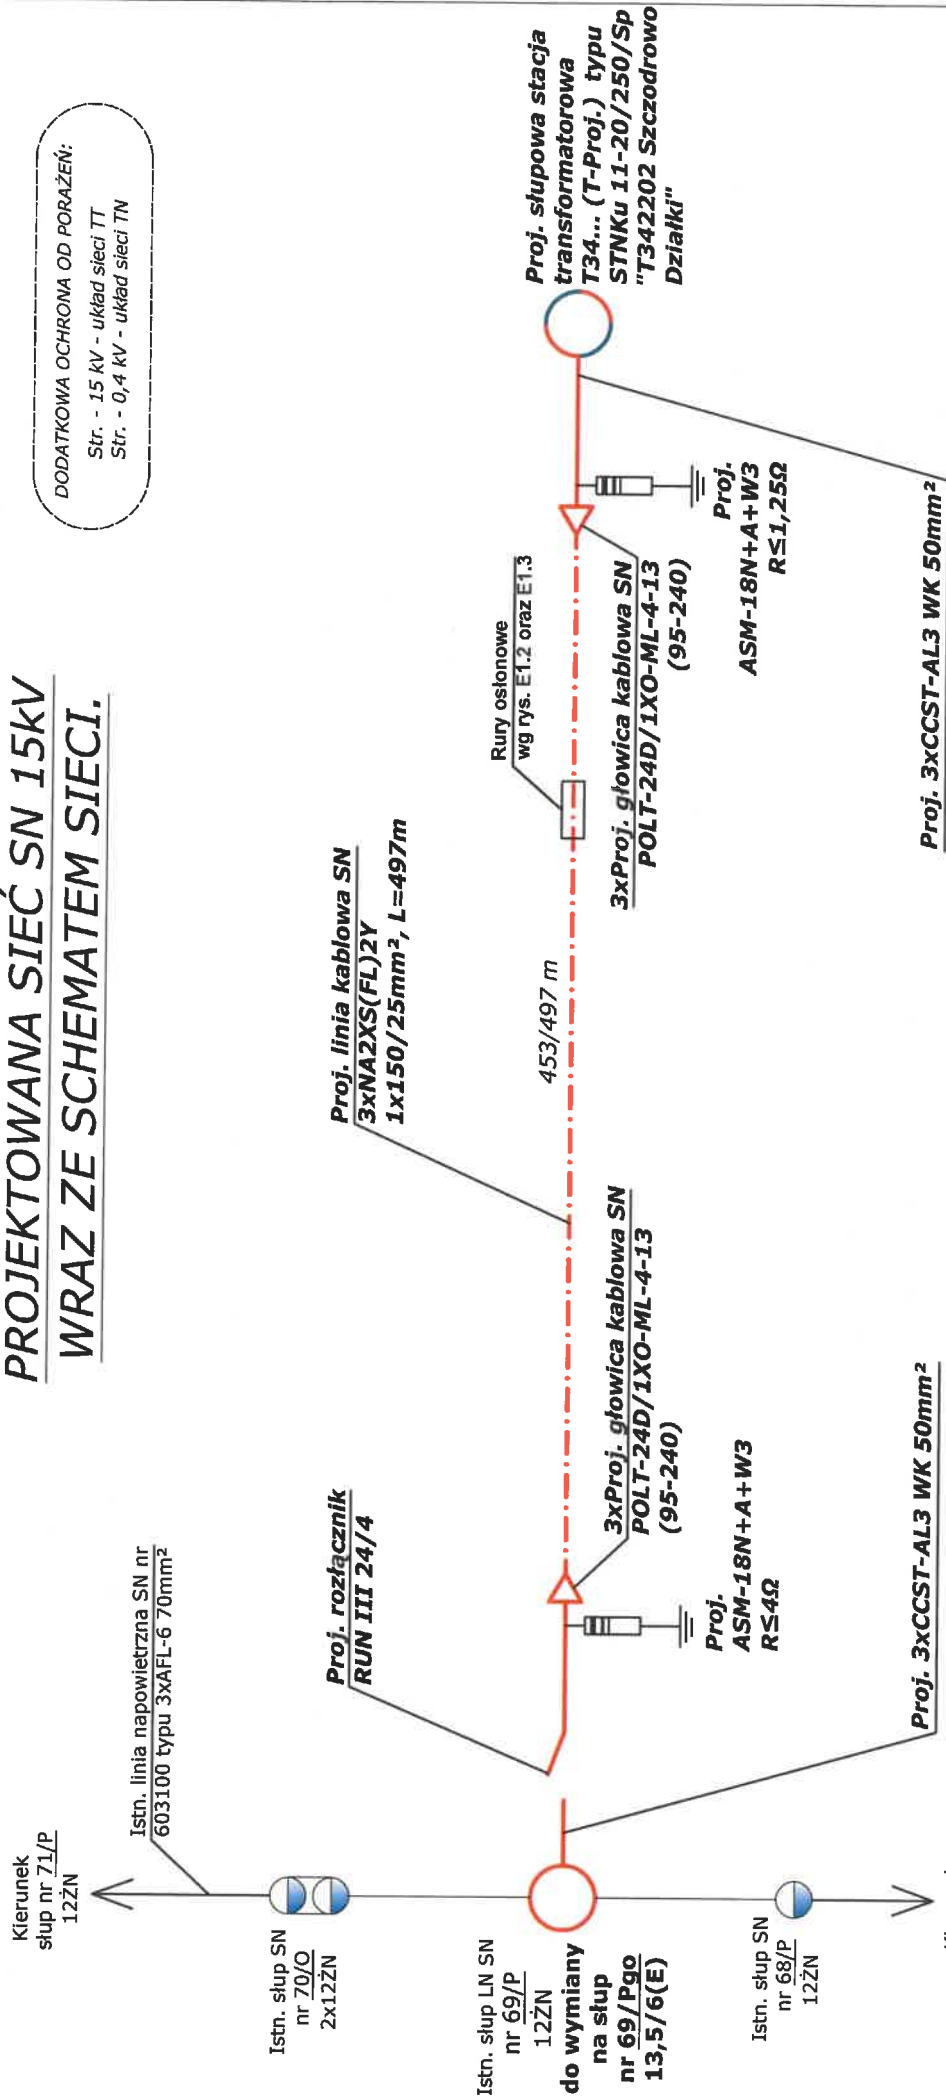 PROJEKTOWANA SIEĆ SN 15kV
WRAZ ZE SCHEMATEM SIECI.
DODATKOWA OCHRONA OD PORAŻEŃ:
Str. - 15 kV - układ sieci TT
Str. - 0,4 kV - układ sieci TN
Kierunek
słup nr 71/P
12ŻN
Istn. linia napowietrzna SN nr
603100 typu 3xAFL-6 70mm²
Istn. słup SN
nr 70/O
2x12ŻN
Istn. słup LN SN
nr 69/P
12ŻN
do wymiany
na słup
nr 69/Pgo
13,5/6(E)
Istn. słup SN
nr 68/P
12ŻN
Proj. rozłącznik
RUN III 24/4
Proj. 3xCCST-AL3 WK 50mm²
Proj.
ASM-18N+A+W3
R≤4Ω
3xProj. głowica kablowa SN
POLT-24D/1XO-ML-4-13
(95-240)
Proj. linia kablowa SN
3xNA2XS(FL)2Y
1x150/25mm², L=497m
453/497 m
Rury osłonowe
wg rys. E1.2 oraz E1.3
3xProj. głowica kablowa SN
POLT-24D/1XO-ML-4-13
(95-240)
Proj.
ASM-18N+A+W3
R≤1,25Ω
Proj. 3xCCST-AL3 WK 50mm²
Proj. słupowa stacja
transformatorowa
T34... (T-Proj.) typu
STNKu 11-20/250/Sp
"T342202 Szczodrowo
Działki"